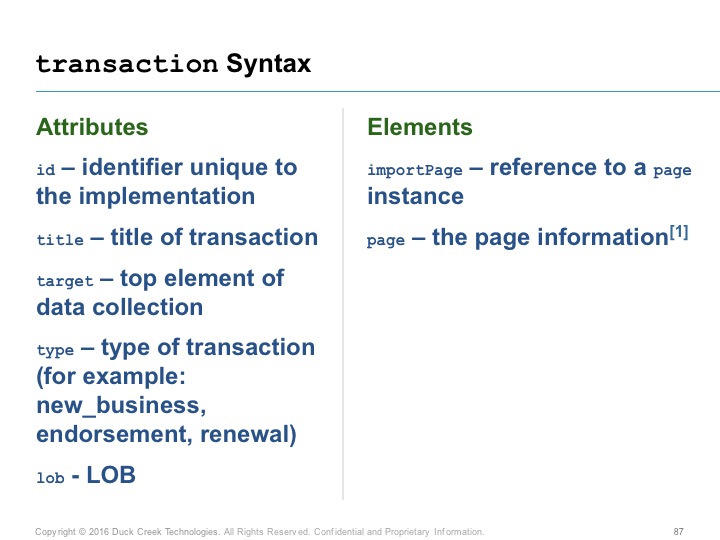 transaction Syntax
Attributes
id – identifier unique to
the implementation
title – title of transaction
target – top element of
data collection
type – type of transaction
(for example:
new_business,
endorsement, renewal)
lob - LOB
Elements
importPage – reference to a page
instance
page – the page information[1]
Copyright © 2016 Duck Creek Technologies. All Rights Reserved. Confidential and Proprietary Information.
87